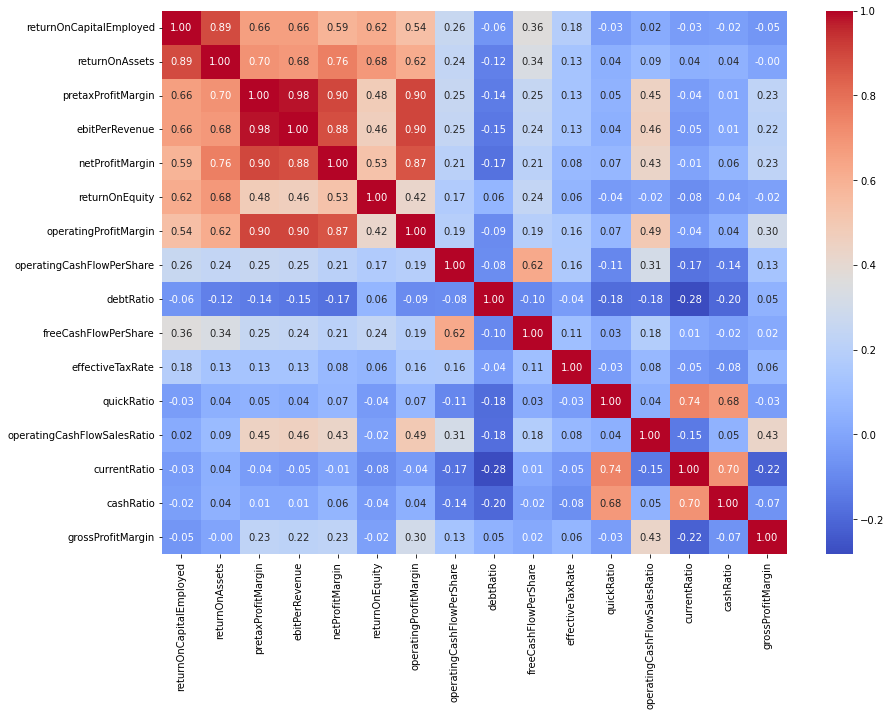 returnOnCapitalEmployed 1.00 0.89 0.66 0.66 0.59 0.62 0.54 0.26 -0.06 0.36 0.18 -0.03 0.02 -0.03 -0.02 -0.05
returnOnAssets 0.89 1.00 0.70 0.68 0.76 0.68 0.62 0.24 -0.12 0.34 0.13 0.04 0.09 0.04 0.04 -0.00
pretaxProfitMargin 0.66 0.70 1.00 0.98 0.90 0.48 0.90 0.25 -0.14 0.25 0.13 0.05 0.45 -0.04 0.01 0.23
ebitPerRevenue 0.66 0.68 0.98 1.00 0.88 0.46 0.90 0.25 -0.15 0.24 0.13 0.04 0.46 -0.05 0.01 0.22
netProfitMargin 0.59 0.76 0.90 0.88 1.00 0.53 0.87 0.21 -0.17 0.21 0.08 0.07 0.43 -0.01 0.06 0.23
returnOnEquity 0.62 0.68 0.48 0.46 0.53 1.00 0.42 0.17 0.06 0.24 0.06 -0.04 -0.02 -0.08 -0.04 -0.02
operatingProfitMargin 0.54 0.62 0.90 0.90 0.87 0.42 1.00 0.19 -0.09 0.19 0.16 0.07 0.49 -0.04 0.04 0.30
operatingCashFlowPerShare 0.26 0.24 0.25 0.25 0.21 0.17 0.19 1.00 -0.08 0.62 0.16 -0.11 0.31 -0.17 -0.14 0.13
debtRatio -0.06 -0.12 -0.14 -0.15 -0.17 0.06 -0.09 -0.08 1.00 -0.10 -0.04 -0.18 -0.18 -0.28 -0.20 0.05
freeCashFlowPerShare 0.36 0.34 0.25 0.24 0.21 0.24 0.19 0.62 -0.10 1.00 0.11 0.03 0.18 0.01 -0.02 0.02
effectiveTaxRate 0.18 0.13 0.13 0.13 0.08 0.06 0.16 0.16 -0.04 0.11 1.00 -0.03 0.08 -0.05 -0.08 0.06
quickRatio -0.03 0.04 0.05 0.04 0.07 -0.04 0.07 -0.11 -0.18 0.03 -0.03 1.00 0.04 0.74 0.68 -0.03
operatingCashFlowSalesRatio 0.02 0.09 0.45 0.46 0.43 -0.02 0.49 0.31 -0.18 0.18 0.08 0.04 1.00 -0.15 0.05 0.43
currentRatio -0.03 0.04 -0.04 -0.05 -0.01 -0.08 -0.04 -0.17 -0.28 0.01 -0.05 0.74 -0.15 1.00 0.70 -0.22
cashRatio -0.02 0.04 0.01 0.01 0.06 -0.04 0.04 -0.14 -0.20 -0.02 -0.08 0.68 0.05 0.70 1.00 -0.07
grossProfitMargin -0.05 -0.00 0.23 0.22 0.23 -0.02 0.30 0.13 0.05 0.02 0.06 -0.03 0.43 -0.22 -0.07 1.00
returnOnCapitalEmployed
returnOnAssets
pretaxProfitMargin
ebitPerRevenue
netProfitMargin
returnOnEquity
operatingProfitMargin
operatingCashFlowPerShare
debtRatio
freeCashFlowPerShare
effectiveTaxRate
quickRatio
operatingCashFlowSalesRatio
currentRatio
cashRatio
grossProfitMargin
1.0
0.8
0.6
0.4
0.2
0.0
−0.2